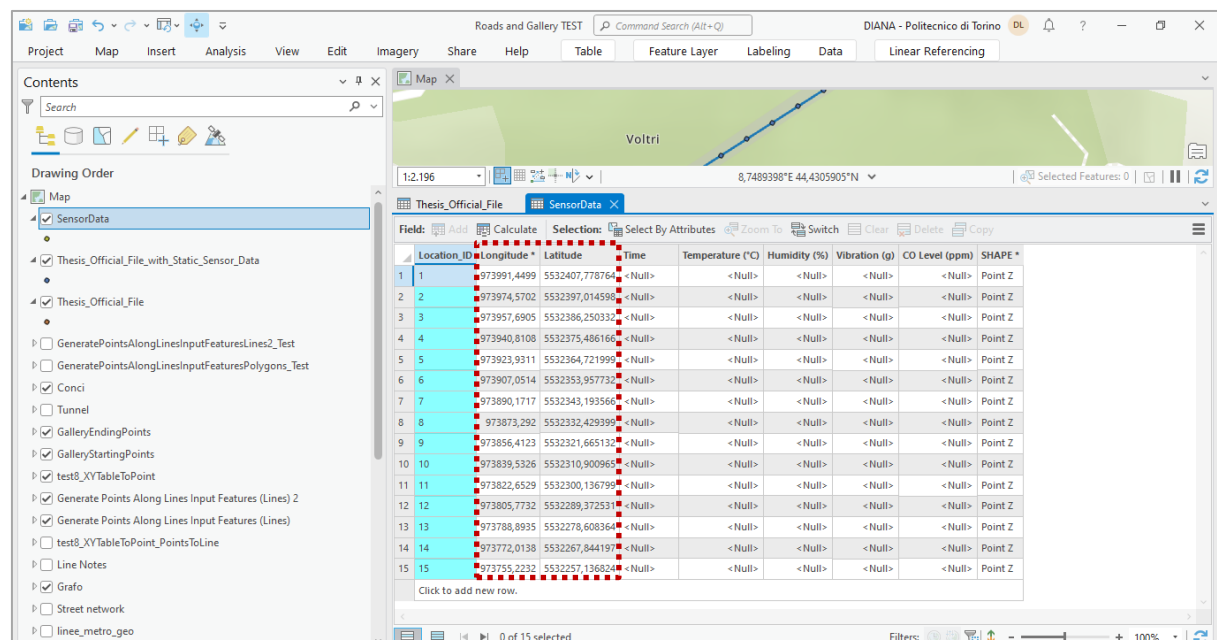 Roads and Gallery TEST
Command Search (Alt+Q)
DIANA - Politecnico di Torino
DL
?
Project Map Insert Analysis View Edit Imagery Share Help Table Feature Layer Labeling Data Linear Referencing
Contents
Search
Drawing Order
Map
SensorData
Thesis_Official_File_with_Static_Sensor_Data
Thesis_Official_File
GeneratePointsAlongLinesInputFeaturesLines2_Test
GeneratePointsAlongLinesInputFeaturesPolygons_Test
Conci
Tunnel
GalleryEndingPoints
GalleryStartingPoints
test8_XYTableToPoint
Generate Points Along Lines Input Features (Lines) 2
Generate Points Along Lines Input Features (Lines)
test8_XYTableToPoint_PointsToLine
Line Notes
Grafo
Street network
linee_metro_geo
Map
Voltri
1:2.196
8,7489398°E 44,4305905°N
Selected Features: 0
Thesis_Official_File SensorData
Field: Add Calculate Selection: Select By Attributes Zoom To Switch Clear Delete Copy
Location_ID Longitude * Latitude Time Temperature (°C) Humidity (%) Vibration (g) CO Level (ppm) SHAPE *
1 1 973991,4499 5532407,778764 <Null> <Null> <Null> <Null> <Null> Point Z
2 2 973974,5702 5532397,014598 <Null> <Null> <Null> <Null> <Null> Point Z
3 3 973957,6905 5532386,250332 <Null> <Null> <Null> <Null> <Null> Point Z
4 4 973940,8108 5532375,486166 <Null> <Null> <Null> <Null> <Null> Point Z
5 5 973923,9311 5532364,721999 <Null> <Null> <Null> <Null> <Null> Point Z
6 6 973907,0514 5532353,957732 <Null> <Null> <Null> <Null> <Null> Point Z
7 7 973890,1717 5532343,193566 <Null> <Null> <Null> <Null> <Null> Point Z
8 8 973873,292 5532332,429399 <Null> <Null> <Null> <Null> <Null> Point Z
9 9 973856,4123 5532321,665132 <Null> <Null> <Null> <Null> <Null> Point Z
10 10 973839,5326 5532310,900965 <Null> <Null> <Null> <Null> <Null> Point Z
11 11 973822,6529 5532300,136799 <Null> <Null> <Null> <Null> <Null> Point Z
12 12 973805,7732 5532289,372531 <Null> <Null> <Null> <Null> <Null> Point Z
13 13 973788,8935 5532278,608364 <Null> <Null> <Null> <Null> <Null> Point Z
14 14 973772,0138 5532267,844197 <Null> <Null> <Null> <Null> <Null> Point Z
15 15 973755,2232 5532257,136824 <Null> <Null> <Null> <Null> <Null> Point Z
Click to add new row.
0 of 15 selected
Filters:
100%